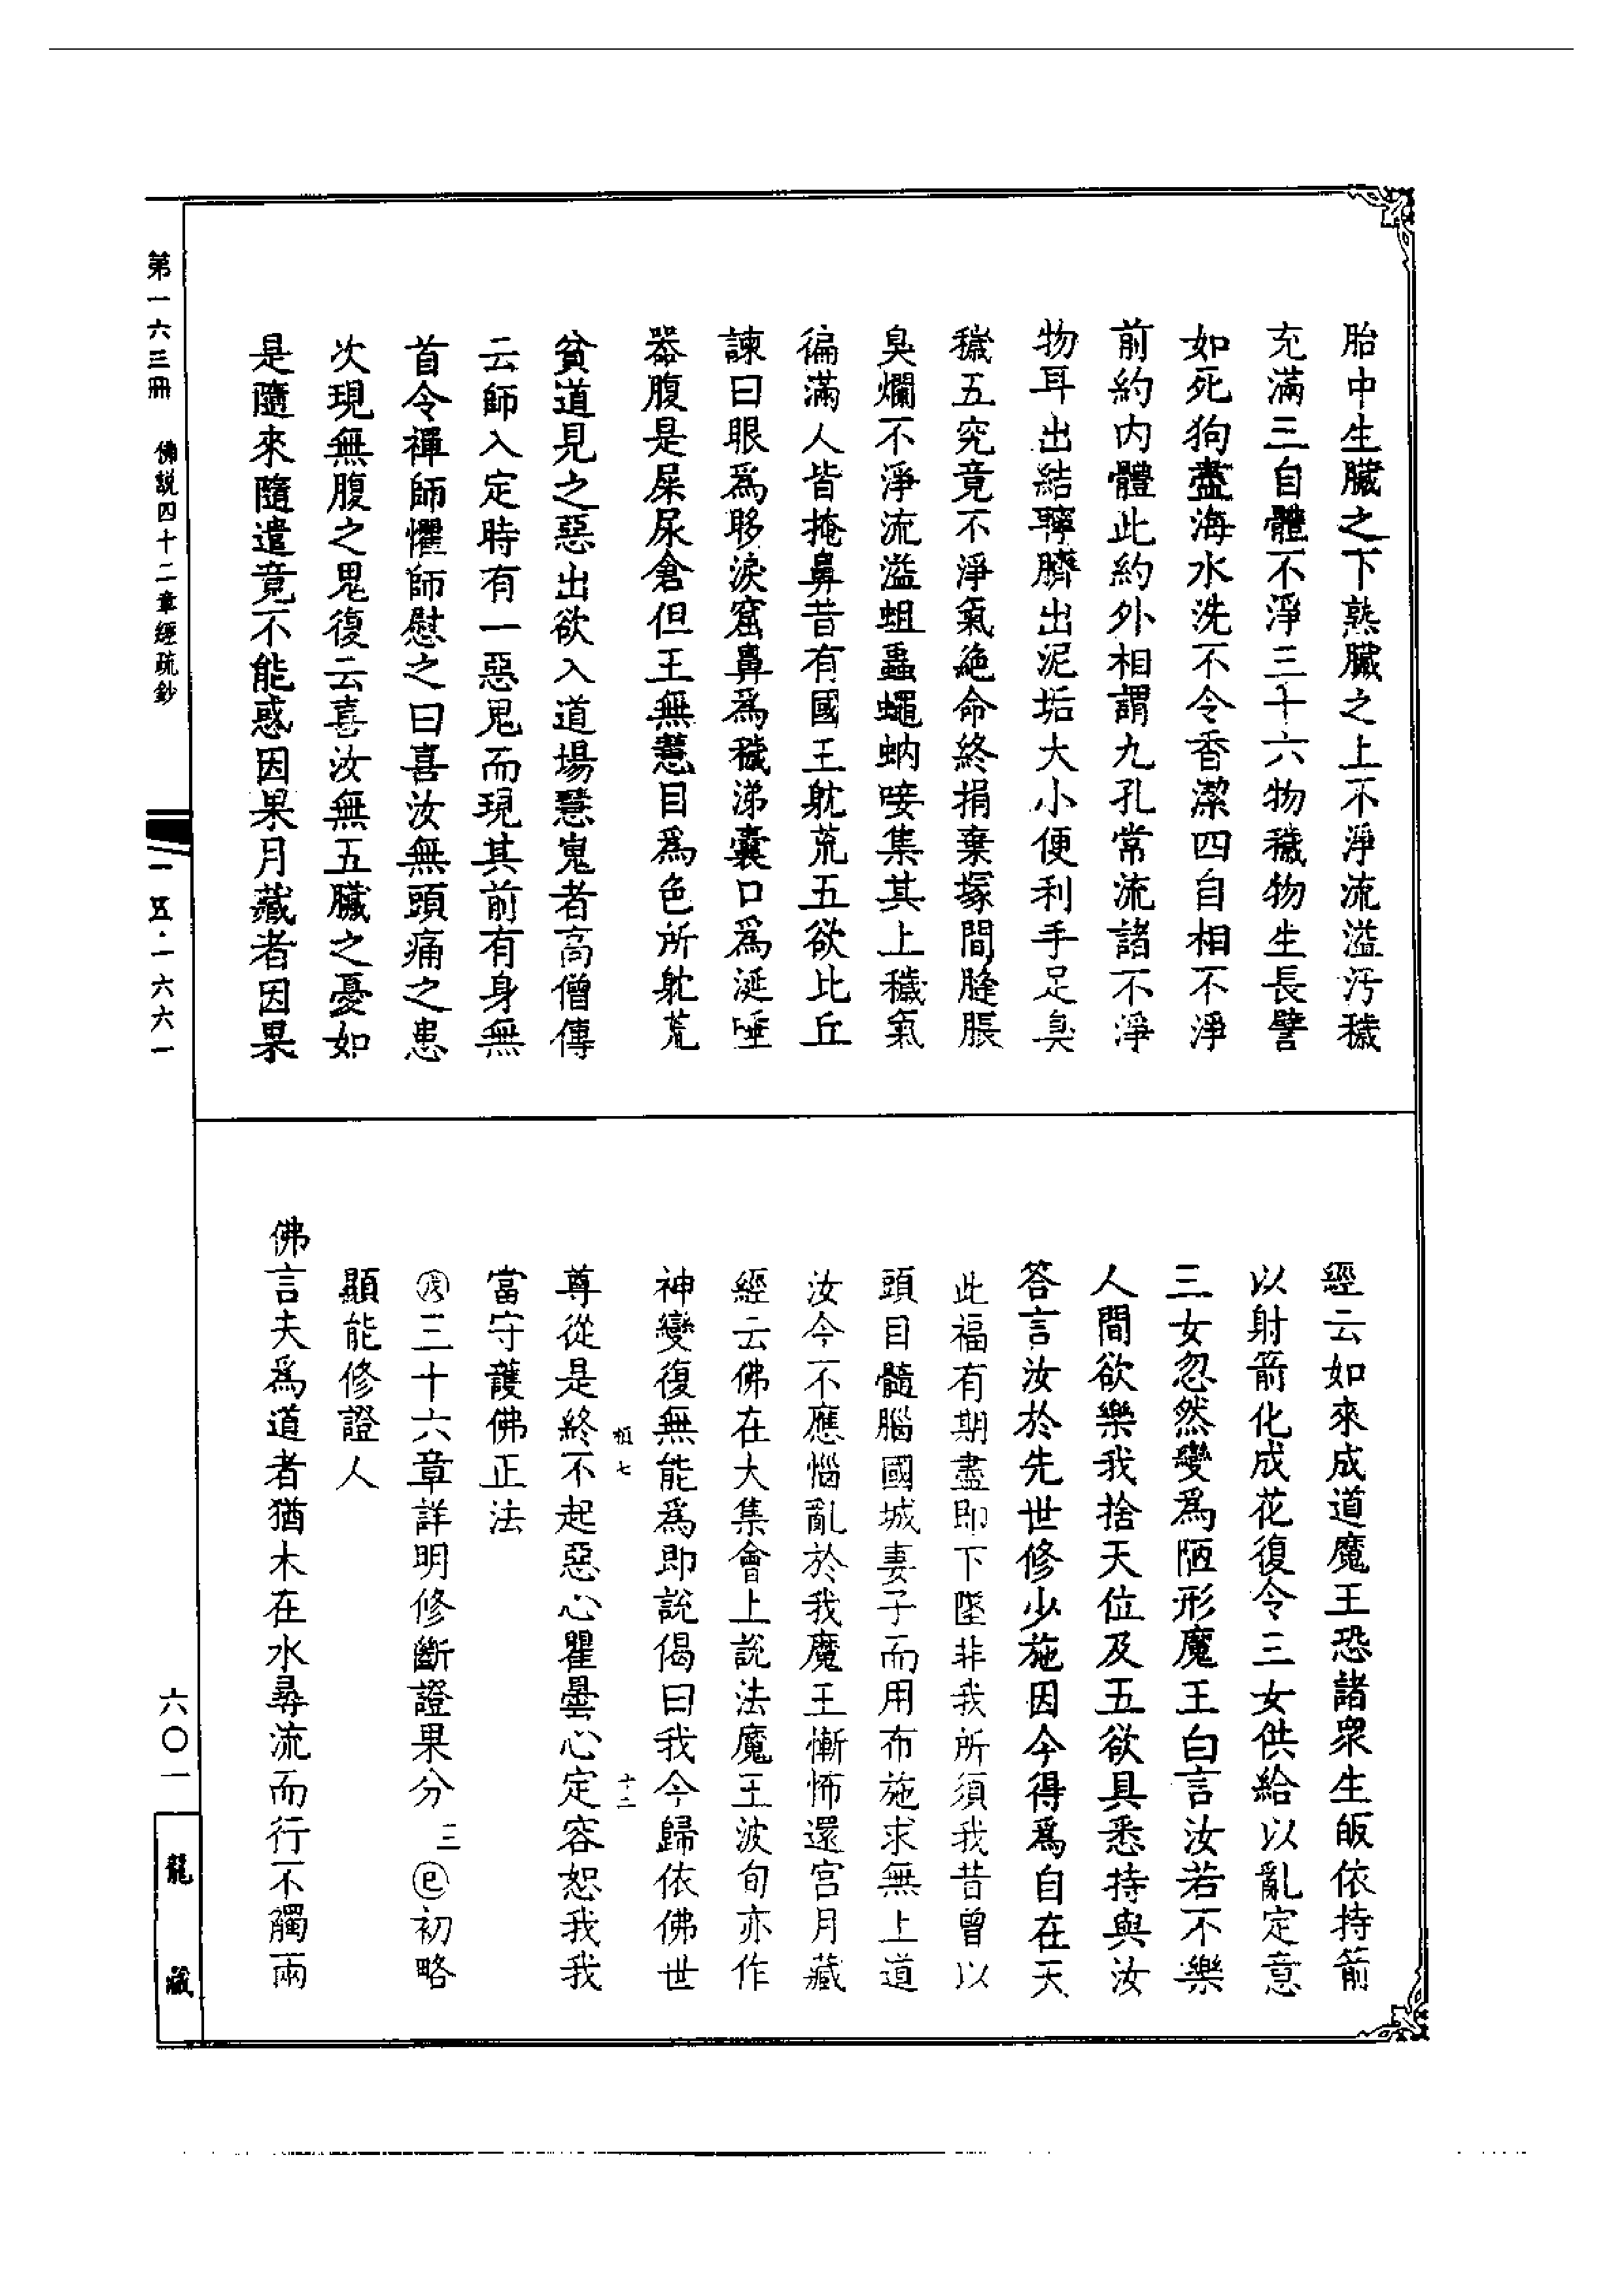 胎中生臟之下熟臟之上不淨流溢污穢
充滿三自體不淨三十六物穢物生長譬
如死狗盡海水洗不令香潔四自相不淨
前約內體此約外相謂九孔常流諸不淨
物耳出結聹臍出泥垢大小便利手足臭
穢五究竟不淨氣絶命終捐棄塚間膖脹
臭爛不淨流溢蛆蟲蠅蚋唼集其上穢氣
徧滿人皆掩鼻昔有國王躭荒五欲比丘
諫曰眼爲眵淚窟鼻爲穢涕囊口爲涎唾
器腹是屎尿倉但王無慧目爲色所躭荒
貧道見之惡出欲入道場慧嵬者高僧傳
云師入定時有一惡鬼而現其前有身無
首令禪師懼師慰之曰喜汝無頭痛之患
次現無腹之鬼復云喜汝無五臟之憂如
是隨來隨遣竟不能惑因果月藏者因果
經云如來成道魔王恐諸衆生皈依持箭
以射箭化成花復令三女供給以亂定意
三女忽然變爲陋形魔王白言汝若不樂
人間欲樂我捨天位及五欲具悉持與汝
答言汝於先世修少施因今得爲自在天
此福有期盡即下墜非我所須我昔曾以
頭目髓腦國城妻子而用布施求無上道
汝今不應惱亂於我魔王慚怖還宮月藏
經云佛在大集會上說法魔王波旬亦作
神變復無能爲即說偈曰我今歸依佛世
尊從是終不起惡心瞿曇心定容恕我我
當守護佛正法
㊅三十六章詳明修斷證果分三㊂初略
顯能修證人
佛言夫爲道者猶木在水尋流而行不觸兩
第一六三冊 佛説四十二章經疏鈔
一五·一六六一
六〇一
龍藏